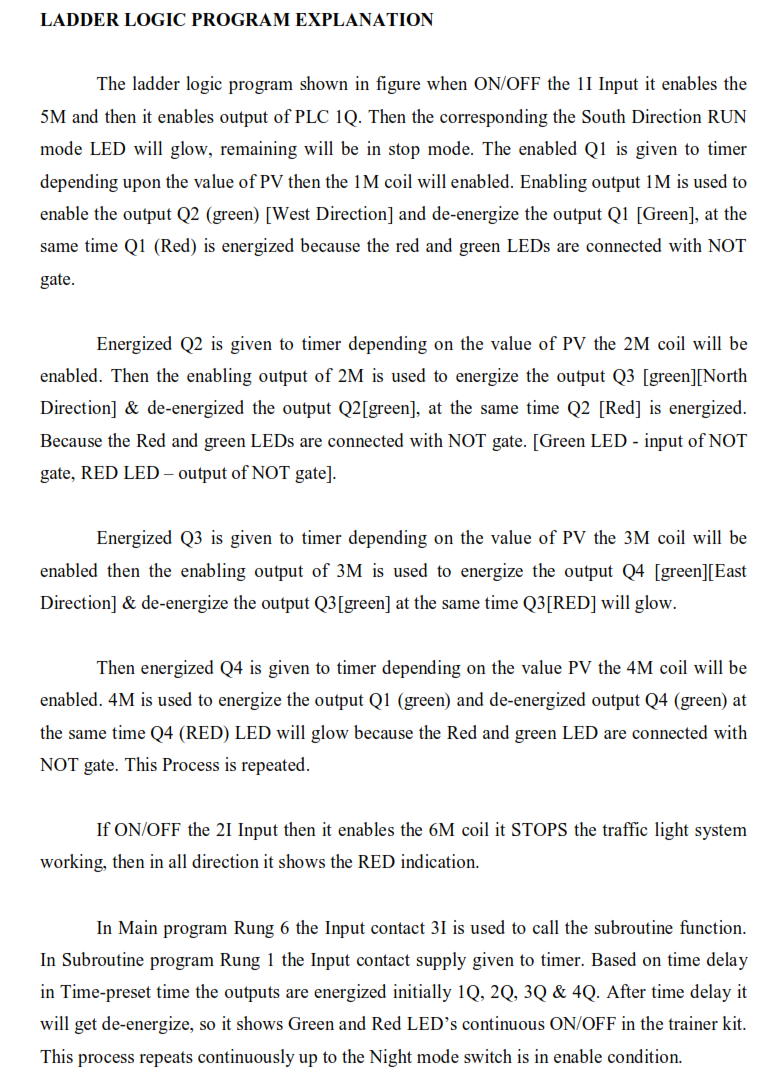 LADDER LOGIC PROGRAM EXPLANATION
The ladder logic program shown in figure when ON/OFF the 1I Input it enables the
5M and then it enables output of PLC 1Q. Then the corresponding the South Direction RUN
mode LED will glow, remaining will be in stop mode. The enabled Q1 is given to timer
depending upon the value of PV then the 1M coil will enabled. Enabling output 1M is used to
enable the output Q2 (green) [West Direction] and de-energize the output Q1 [Green], at the
same time Q1 (Red) is energized because the red and green LEDs are connected with NOT
gate.
Energized Q2 is given to timer depending on the value of PV the 2M coil will be
enabled. Then the enabling output of 2M is used to energize the output Q3 [green][North
Direction] & de-energized the output Q2[green], at the same time Q2 [Red] is energized.
Because the Red and green LEDs are connected with NOT gate. [Green LED - input of NOT
gate, RED LED – output of NOT gate].
Energized Q3 is given to timer depending on the value of PV the 3M coil will be
enabled then the enabling output of 3M is used to energize the output Q4 [green][East
Direction] & de-energize the output Q3[green] at the same time Q3[RED] will glow.
Then energized Q4 is given to timer depending on the value PV the 4M coil will be
enabled. 4M is used to energize the output Q1 (green) and de-energized output Q4 (green) at
the same time Q4 (RED) LED will glow because the Red and green LED are connected with
NOT gate. This Process is repeated.
If ON/OFF the 2I Input then it enables the 6M coil it STOPS the traffic light system
working, then in all direction it shows the RED indication.
In Main program Rung 6 the Input contact 3I is used to call the subroutine function.
In Subroutine program Rung 1 the Input contact supply given to timer. Based on time delay
in Time-preset time the outputs are energized initially 1Q, 2Q, 3Q & 4Q. After time delay it
will get de-energize, so it shows Green and Red LED's continuous ON/OFF in the trainer kit.
This process repeats continuously up to the Night mode switch is in enable condition.